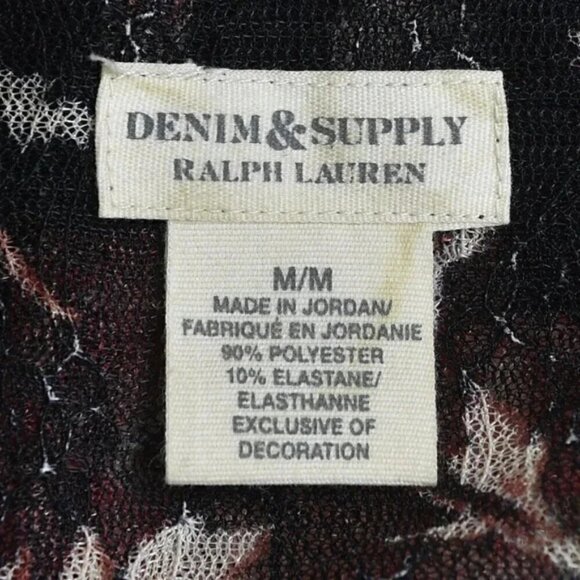 DENIM&SUPPLY
RALPH LAUREN
M/M
MADE IN JORDAN/
FABRIQUÉ EN JORDANIE
90% POLYESTER
10% ELASTANE/
ELASTHANNE
EXCLUSIVE OF
DECORATION